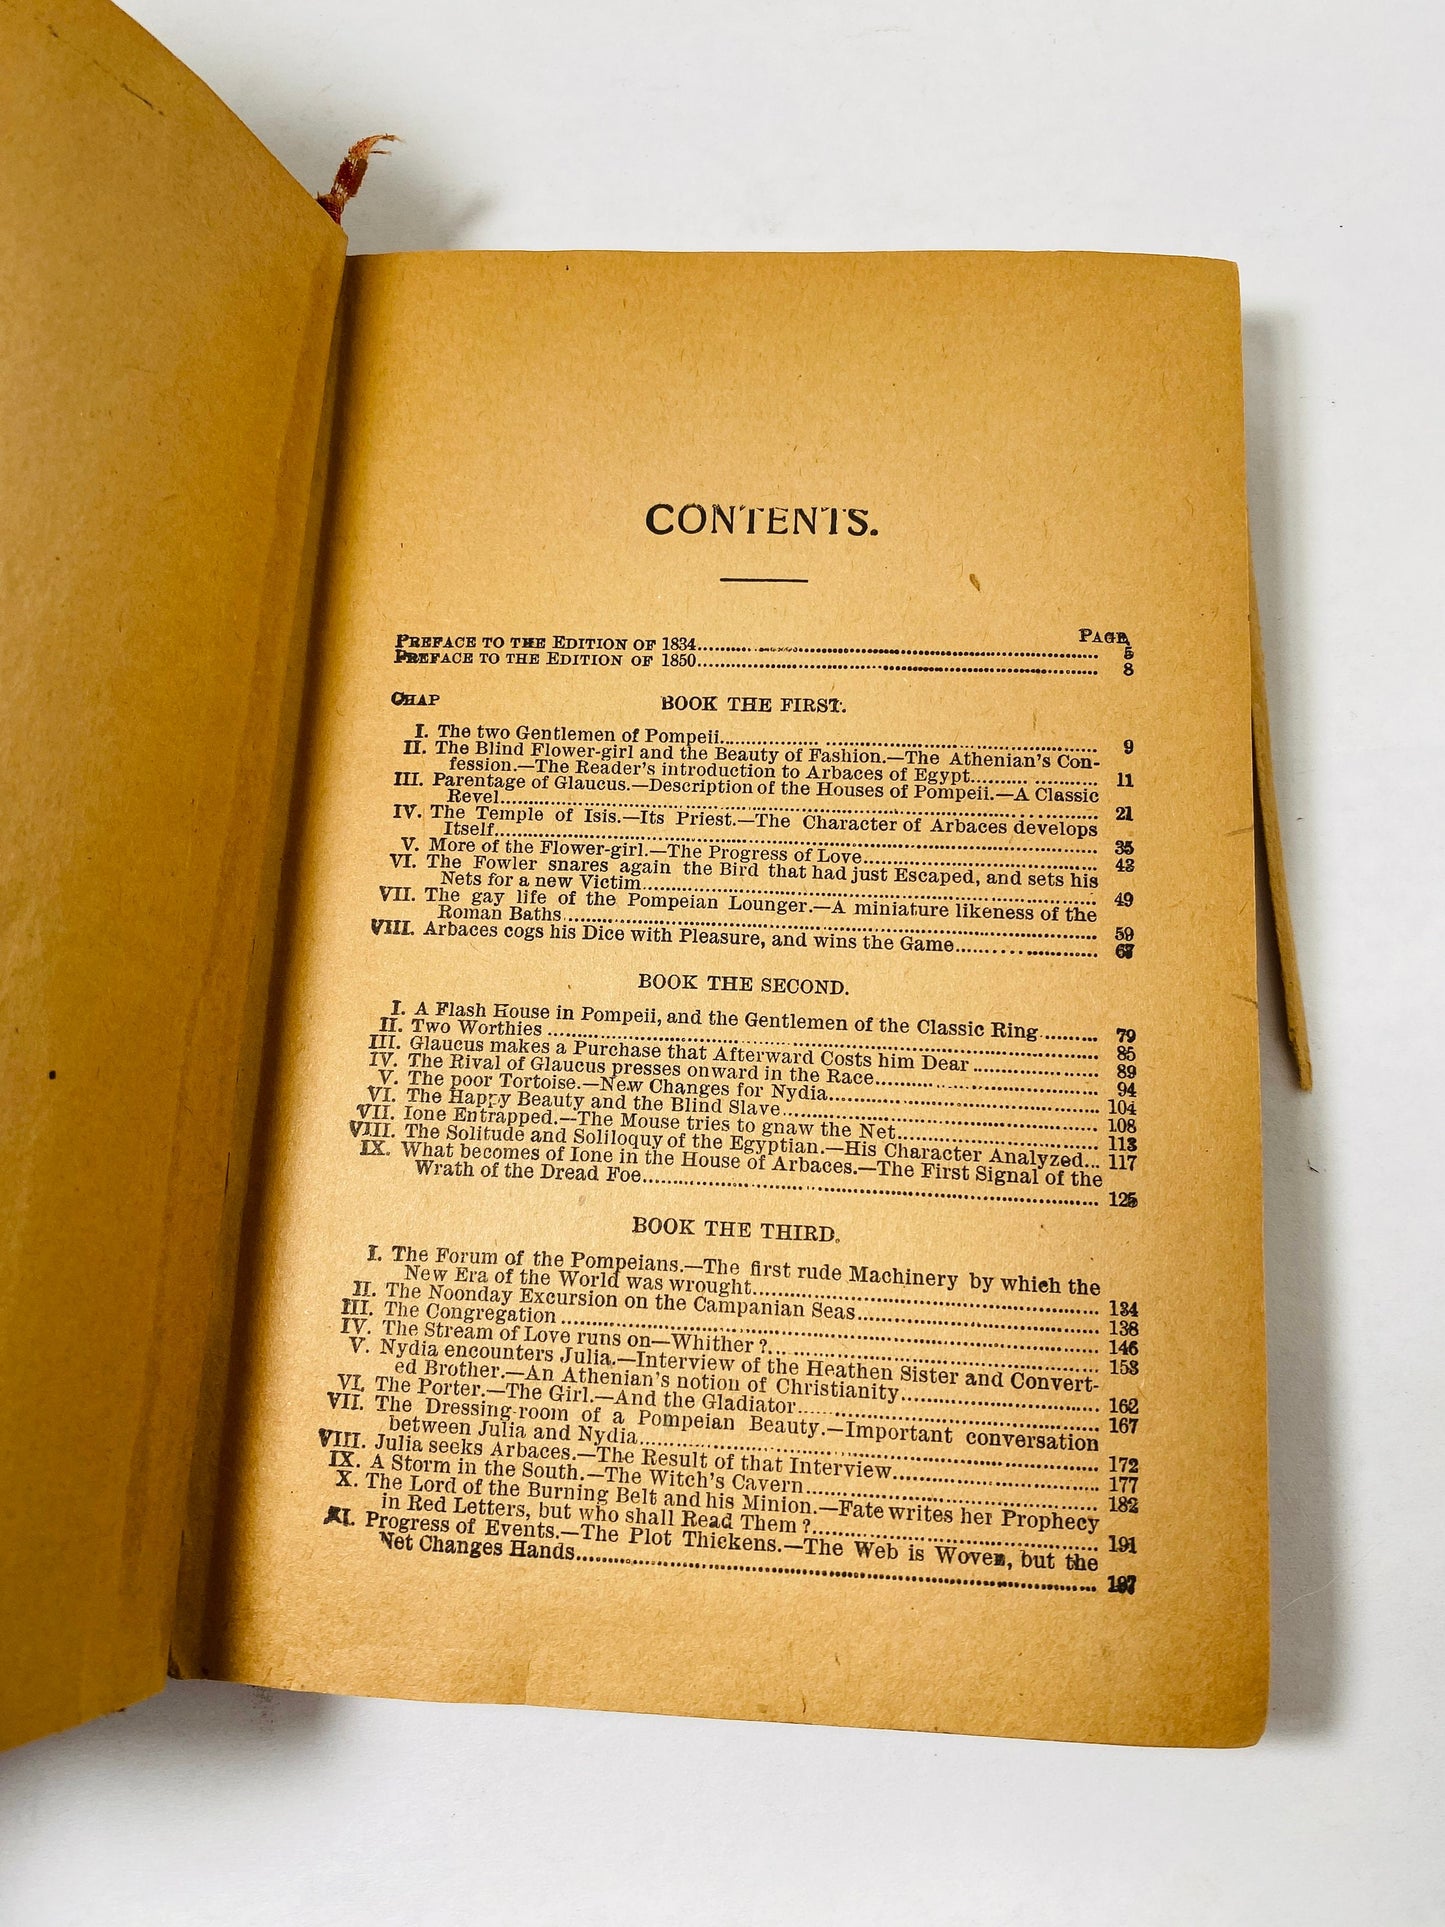 CONTENTS.
PAGE
PREFACE TO THE EDITION OF 1834 5
PREFACE TO THE EDITION OF 1850 8
CHAP BOOK THE FIRST.
I. The two Gentlemen of Pompeii 9
II. The Blind Flower-girl and the Beauty of Fashion.—The Athenian's Con-
fession.—The Reader's introduction to Arbaces of Egypt 11
III. Parentage of Glaucus.—Description of the Houses of Pompeii.—A Classic
Revel 21
IV. The Temple of Isis.—Its Priest.—The Character of Arbaces develops
Itself 35
V. More of the Flower-girl.—The Progress of Love 43
VI. The Fowler snares again the Bird that had just Escaped, and sets his
Nets for a new Victim 49
VII. The gay life of the Pompeian Lounger.—A miniature likeness of the
Roman Baths 59
VIII. Arbaces cogs his Dice with Pleasure, and wins the Game 67
BOOK THE SECOND.
I. A Flash House in Pompeii, and the Gentlemen of the Classic Ring 79
II. Two Worthies 85
III. Glaucus makes a Purchase that Afterward Costs him Dear 89
IV. The Rival of Glaucus presses onward in the Race 94
V. The poor Tortoise.—New Changes for Nydia 104
VI. The Happy Beauty and the Blind Slave 108
VII. Ione Entrapped.—The Mouse tries to gnaw the Net 113
VIII. The Solitude and Soliloquy of the Egyptian.—His Character Analyzed... 117
IX. What becomes of Ione in the House of Arbaces.—The First Signal of the
Wrath of the Dread Foe 125
BOOK THE THIRD.
I. The Forum of the Pompeians.—The first rude Machinery by which the
New Era of the World was wrought 134
II. The Noonday Excursion on the Campanian Seas 138
III. The Congregation 146
IV. The Stream of Love runs on—Whither? 153
V. Nydia encounters Julia.—Interview of the Heathen Sister and Convert-
ed Brother.—An Athenian's notion of Christianity 162
VI. The Porter.—The Girl.—And the Gladiator 167
VII. The Dressing-room of a Pompeian Beauty.—Important conversation
between Julia and Nydia 172
VIII. Julia seeks Arbaces.—The Result of that Interview 177
IX. A Storm in the South.—The Witch's Cavern 182
X. The Lord of the Burning Belt and his Minion.—Fate writes her Prophecy
in Red Letters, but who shall Read Them? 191
XI. Progress of Events.—The Plot Thickens.—The Web is Woven, but the
Net Changes Hands 197